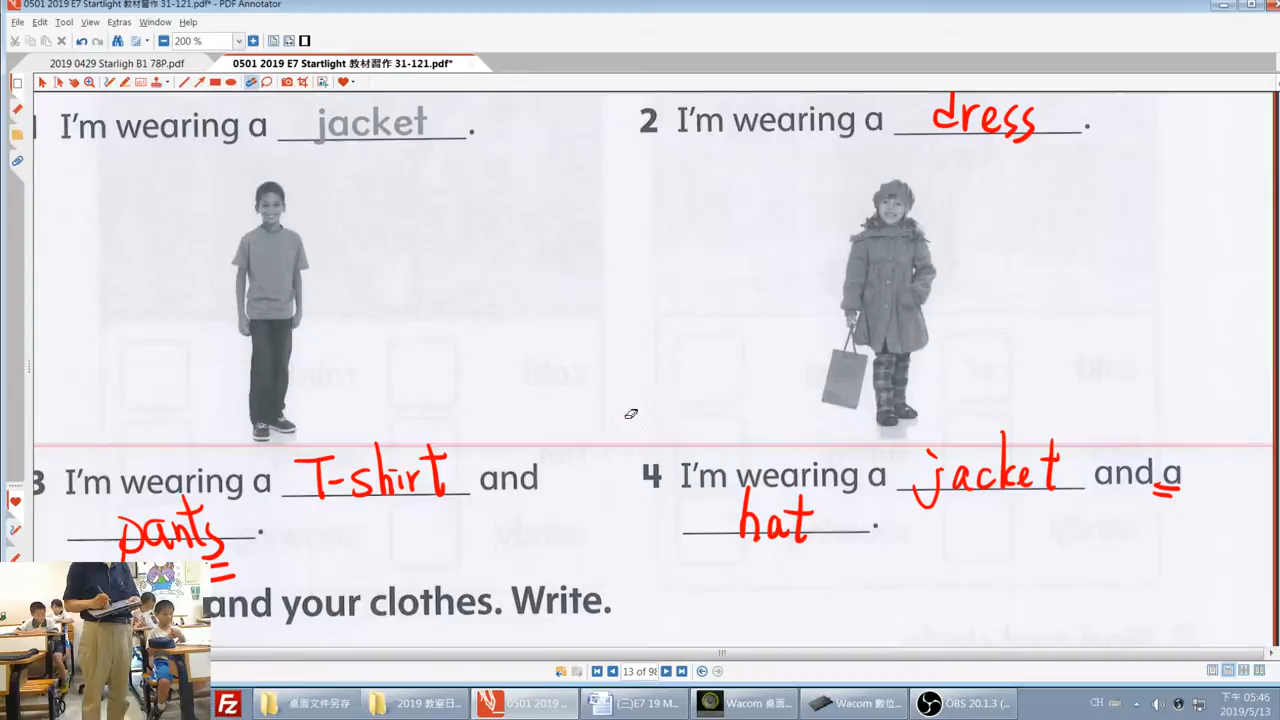 0501 2019 E7 Startlight 教材習作 31-121.pdf* - PDF Annotator
File Edit Tool View Extras Window Help
200 %
2019 0429 Starligh B1 78P.pdf
0501 2019 E7 Startlight 教材習作 31-121.pdf*
I'm wearing a jacket.
2 I'm wearing a dress.
3 I'm wearing a T-shirt and
pants.
4 I'm wearing a jacket and a
hat.
and your clothes. Write.
13 of 98
桌面文件另存
2019 教室日...
0501 2019 ...
(三)E7 19 M...
Wacom 桌面...
Wacom 數位...
OBS 20.1.3 (...
CH
下午 05:46
2019/5/13